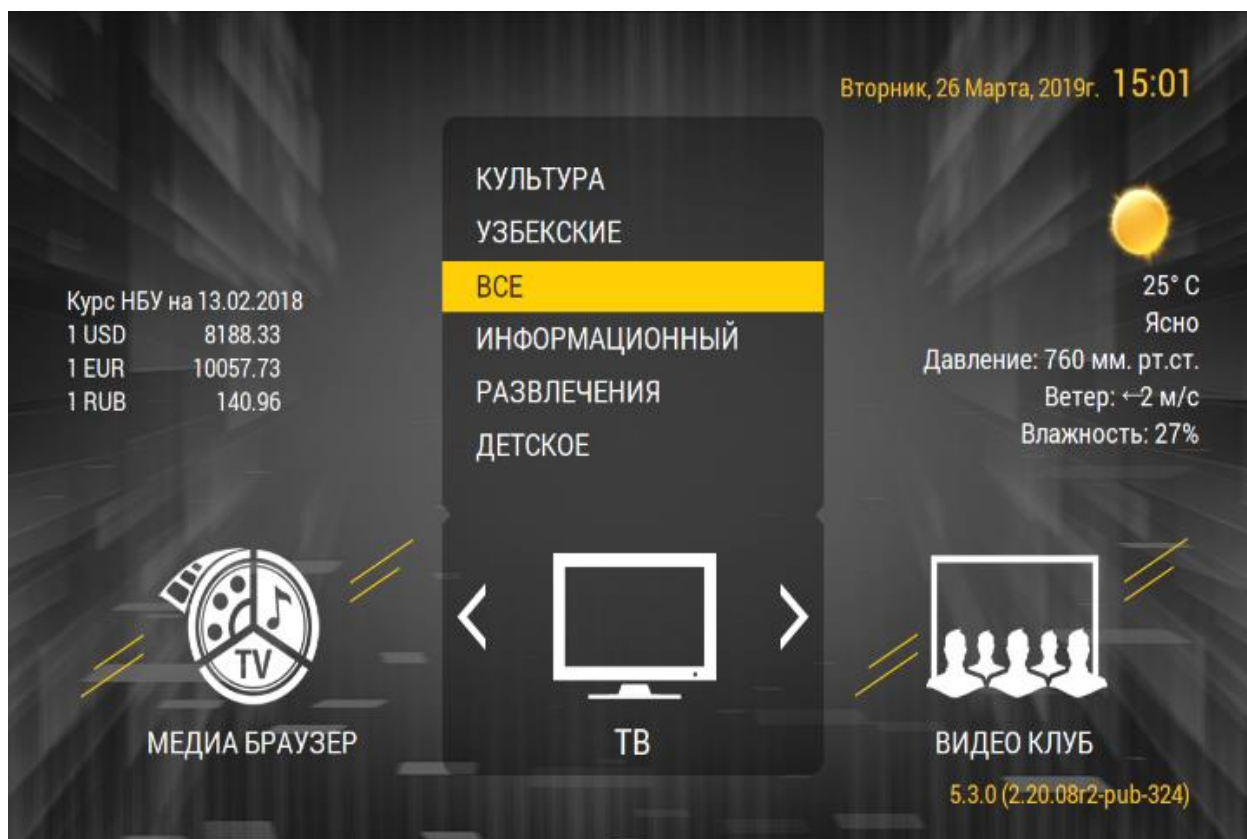 Вторник, 26 Марта, 2019г. 15:01
КУЛЬТУРА
УЗБЕКСКИЕ
ВСЕ
ИНФОРМАЦИОННЫЙ
РАЗВЛЕЧЕНИЯ
ДЕТСКОЕ
Курс НБУ на 13.02.2018
1 USD 8188.33
1 EUR 10057.73
1 RUB 140.96
25° C
Ясно
Давление: 760 мм. рт.ст.
Ветер: ←2 м/с
Влажность: 27%
TV
МЕДИА БРАУЗЕР
ТВ
ВИДЕО КЛУБ
5.3.0 (2.20.08r2-pub-324)